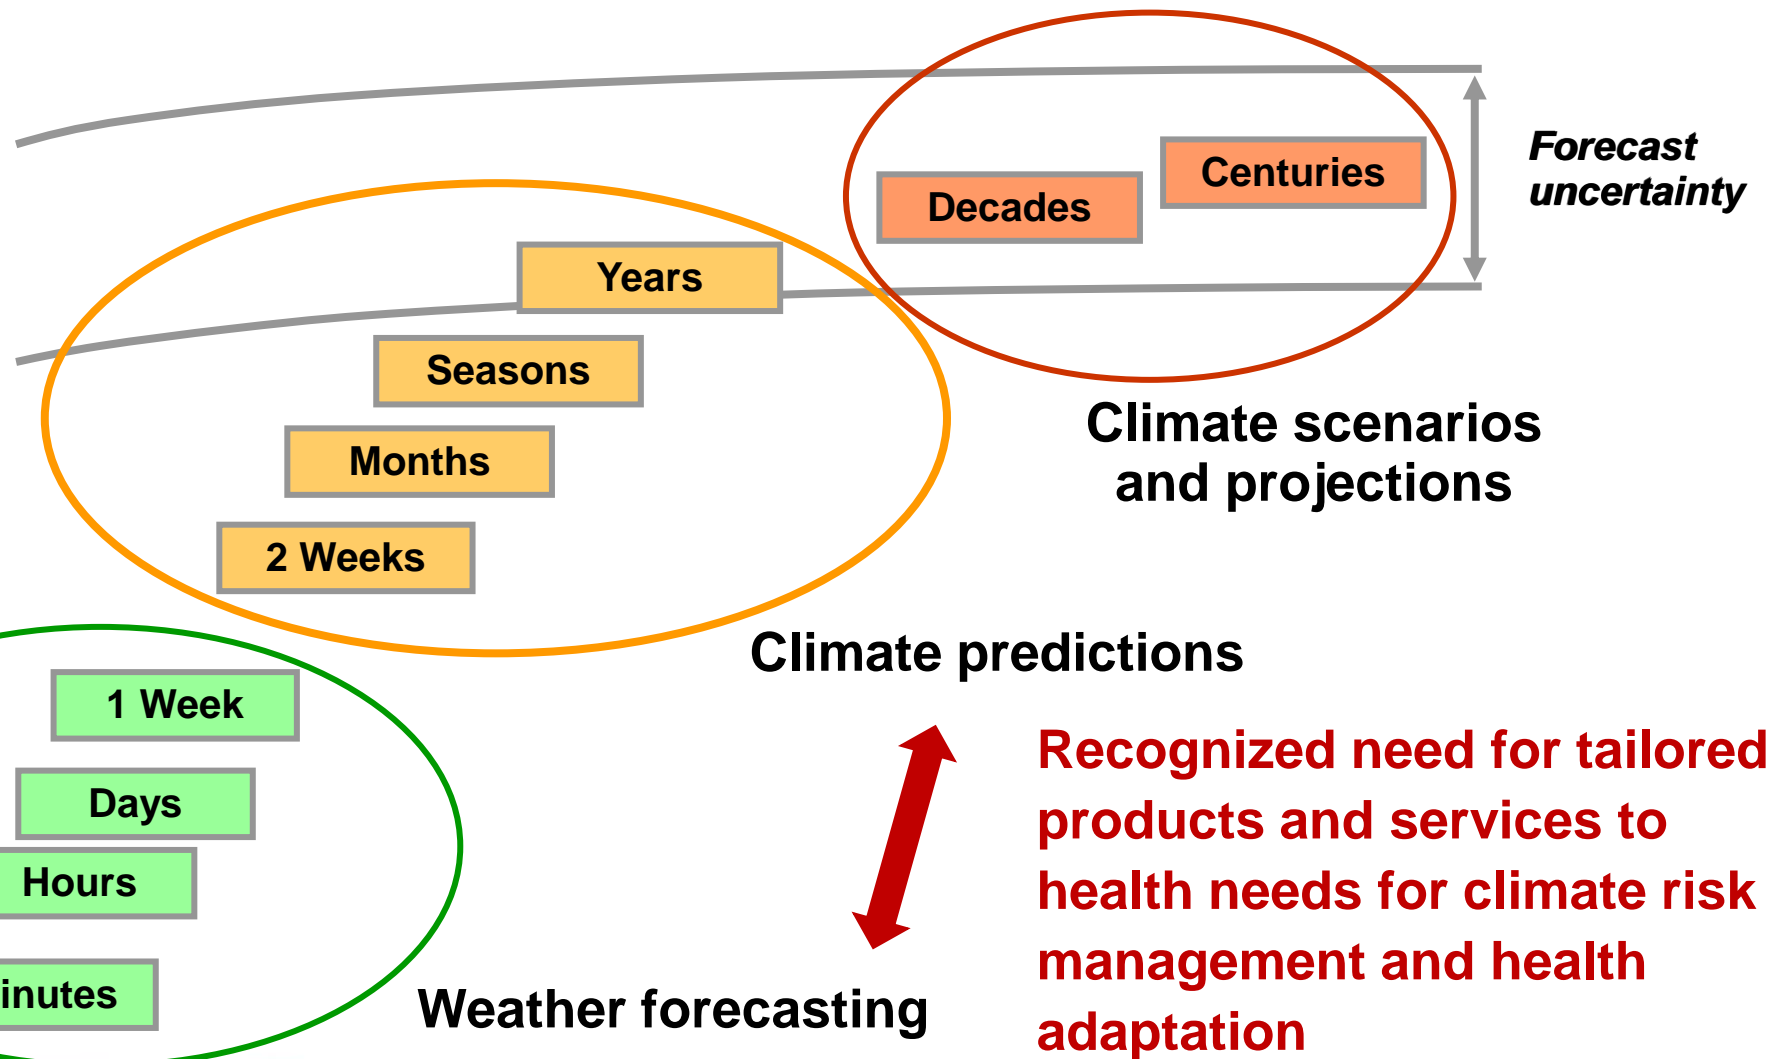 Forecast
uncertainty
Centuries
Decades
Years
Seasons
Months
2 Weeks
Climate scenarios
and projections
Climate predictions
1 Week
Days
Hours
inutes
Weather forecasting
Recognized need for tailored
products and services to
health needs for climate risk
management and health
adaptation